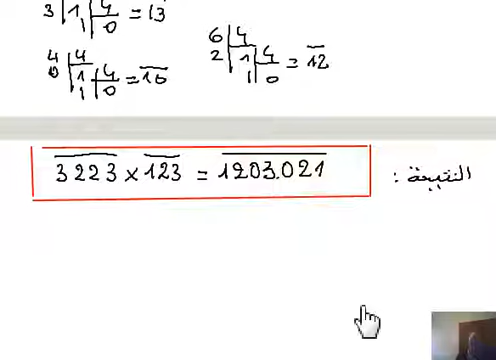 3 | 1 | 4 = 13
1 | 0
6 | 4
4 | 4
2 | 1 | 4 = 12
0 | 1 | 4 = 10
1 | 0
1 | 0
3223 × 123 = 1203.021 النتيجة :